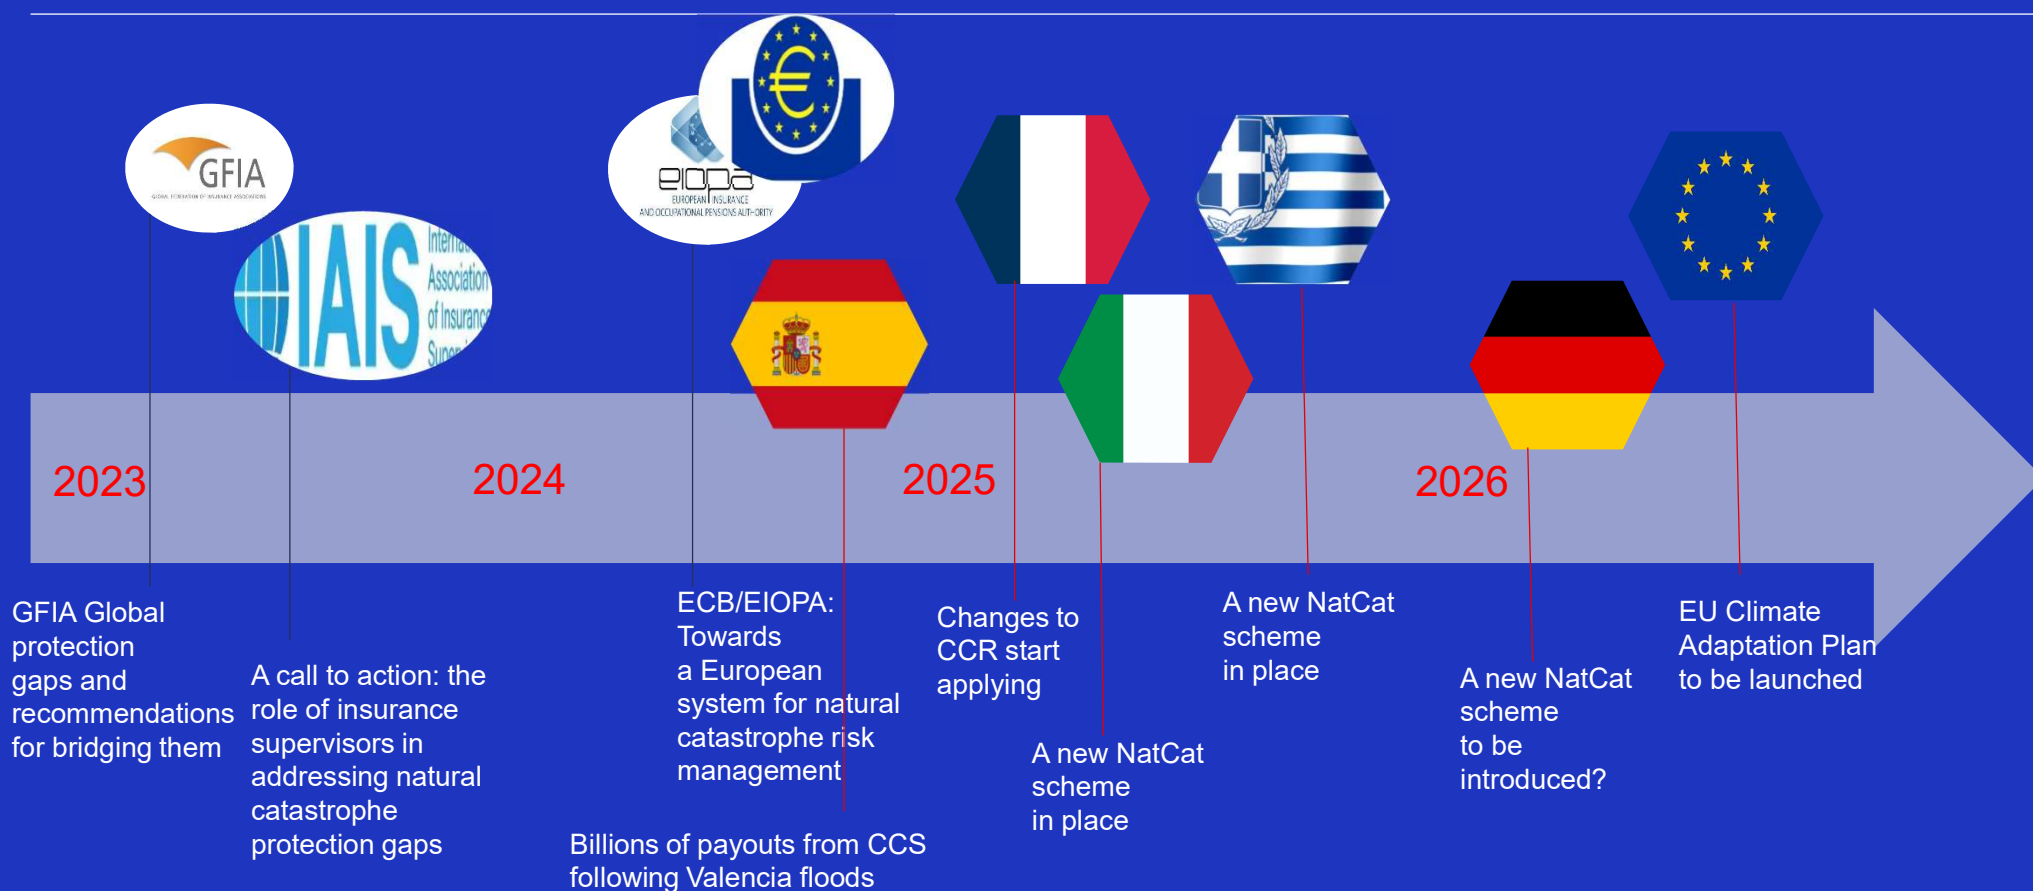 GFIA
GLOBAL FEDERATION OF INSURANCE ASSOCIATIONS
IAIS
Association
of Insurance
eiopa
EUROPEAN INSURANCE
AND OCCUPATIONAL PENSIONS AUTHORITY
€
2023
2024
2025
2026
GFIA Global
protection
gaps and
recommendations
for bridging them
A call to action: the
role of insurance
supervisors in
addressing natural
catastrophe
protection gaps
ECB/EIOPA:
Towards
a European
system for natural
catastrophe risk
management
Billions of payouts from CCS
following Valencia floods
Changes to
CCR start
applying
A new NatCat
scheme
in place
A new NatCat
scheme
in place
A new NatCat
scheme
to be
introduced?
EU Climate
Adaptation Plan
to be launched